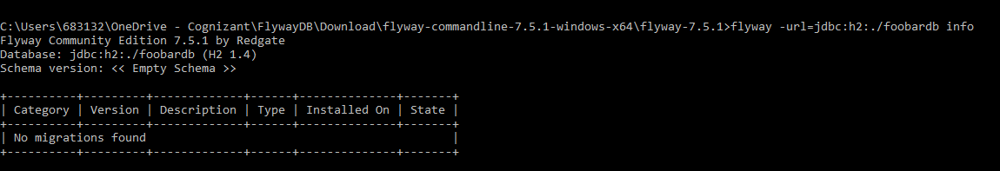 C:\Users\683132\OneDrive - Cognizant\FlywayDB\Download\flyway-commandline-7.5.1-windows-x64\flyway-7.5.1>flyway -url=jdbc:h2:./foobardb info
Flyway Community Edition 7.5.1 by Redgate
Database: jdbc:h2:./foobardb (H2 1.4)
Schema version: << Empty Schema >>
+----------+---------+-------------+------+--------------+-------+
| Category | Version | Description | Type | Installed On | State |
+----------+---------+-------------+------+--------------+-------+
| No migrations found                                            |
+----------+---------+-------------+------+--------------+-------+